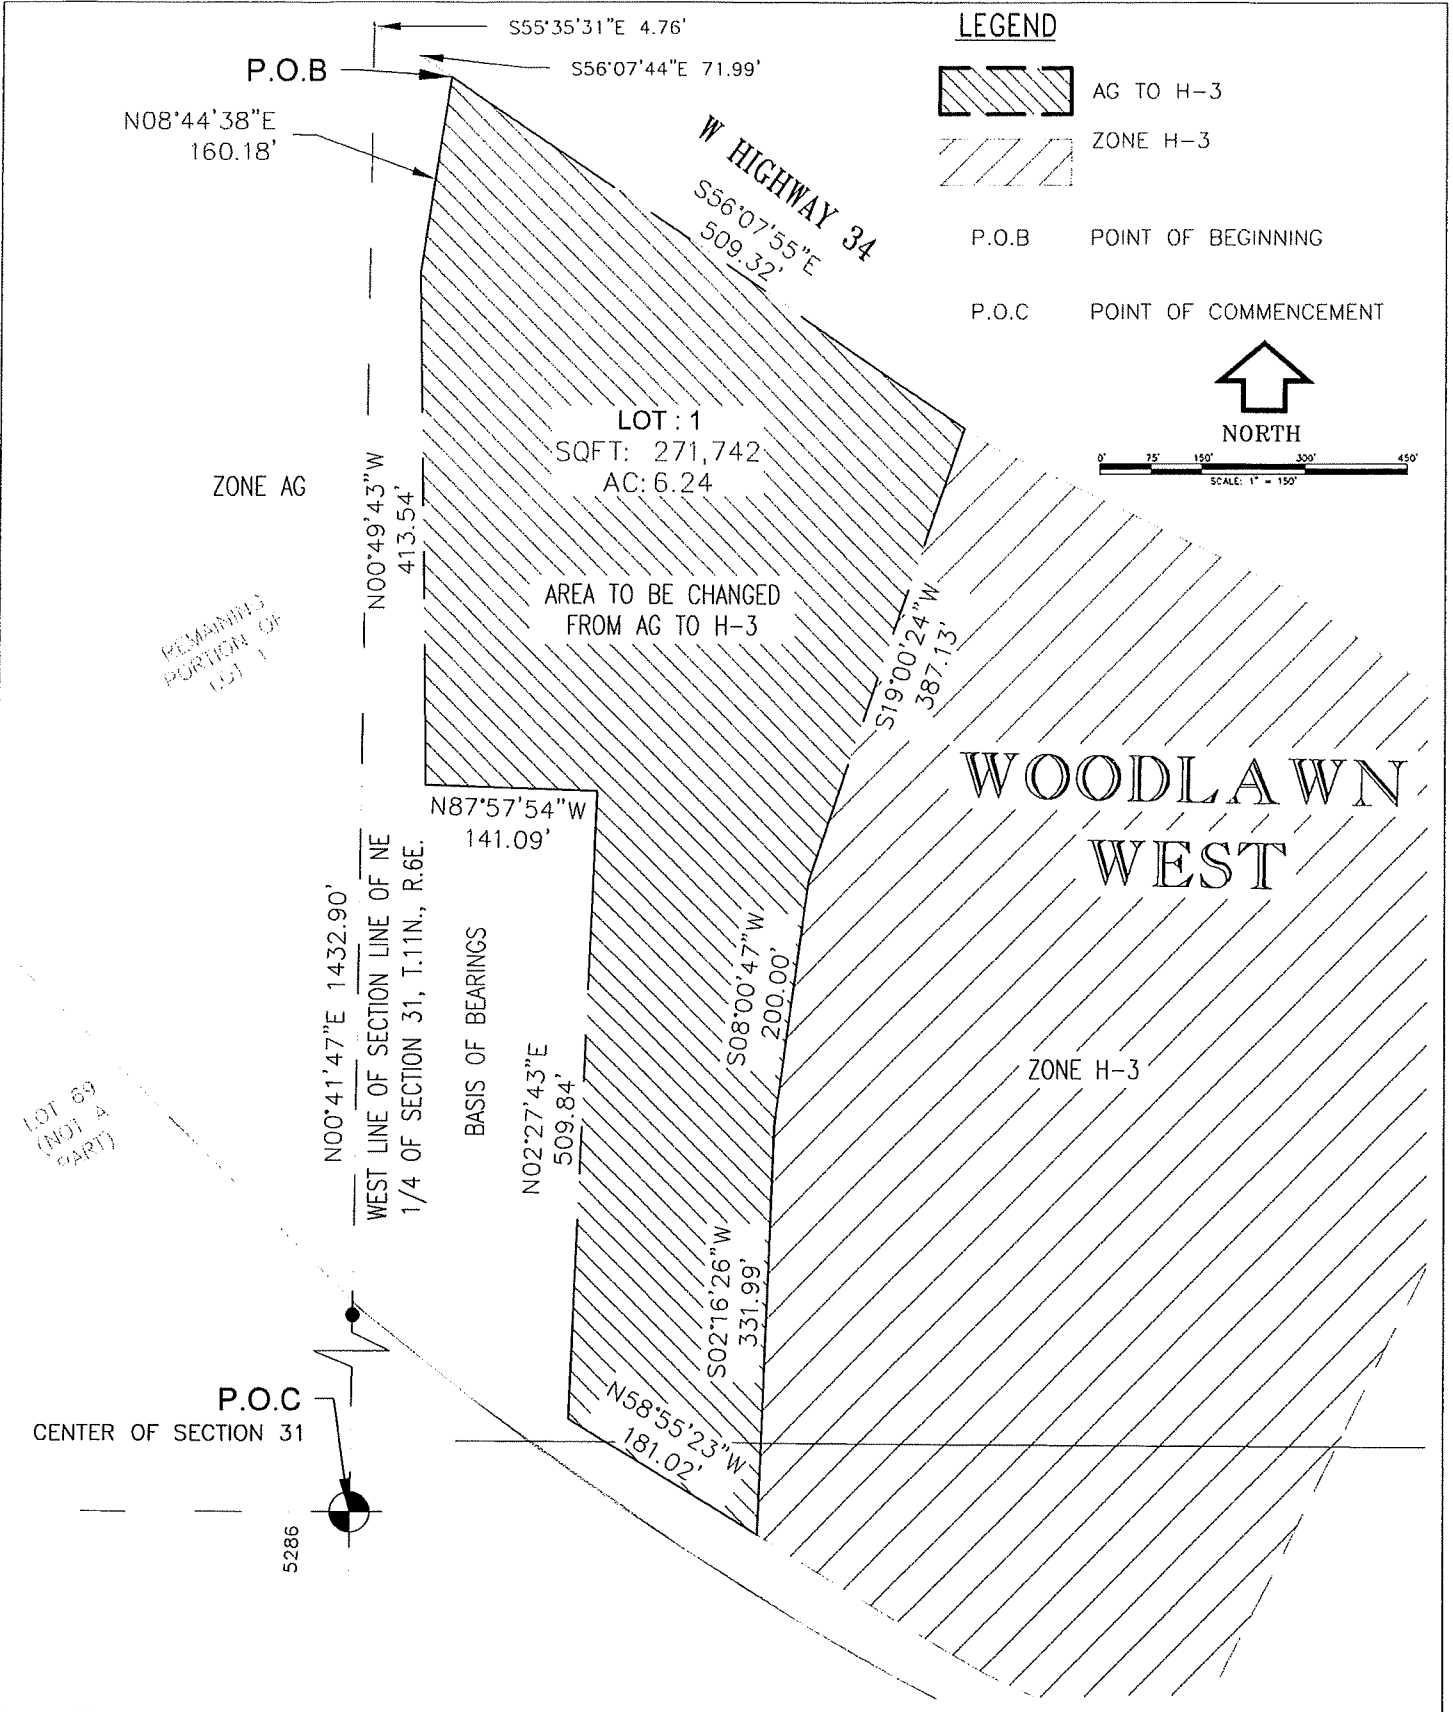 S55°35'31"E 4.76'
S56°07'44"E 71.99'
P.O.B
N08°44'38"E
160.18'
W HIGHWAY 34
S56°07'55"E
509.32'
LEGEND
AG TO H-3
ZONE H-3
P.O.B POINT OF BEGINNING
P.O.C POINT OF COMMENCEMENT
NORTH
0' 75' 150' 300' 450'
SCALE: 1" = 150'
LOT : 1
SQFT: 271,742
AC: 6.24
ZONE AG
N00°49'43"W
413.54'
AREA TO BE CHANGED
FROM AG TO H-3
REMAINING
PORTION OF
LOT 1
S19°00'24"W
387.13'
WOODLAWN
WEST
N87°57'54"W
141.09'
N00°41'47"E 1432.90'
WEST LINE OF SECTION LINE OF NE
1/4 OF SECTION 31, T.11N., R.6E.
BASIS OF BEARINGS
N02°27'43"E
509.84'
S08°00'47"W
200.00'
ZONE H-3
LOT 69
(NOT A
PART)
S02°16'26"W
331.99'
N58°55'23"W
181.02'
P.O.C
CENTER OF SECTION 31
5286